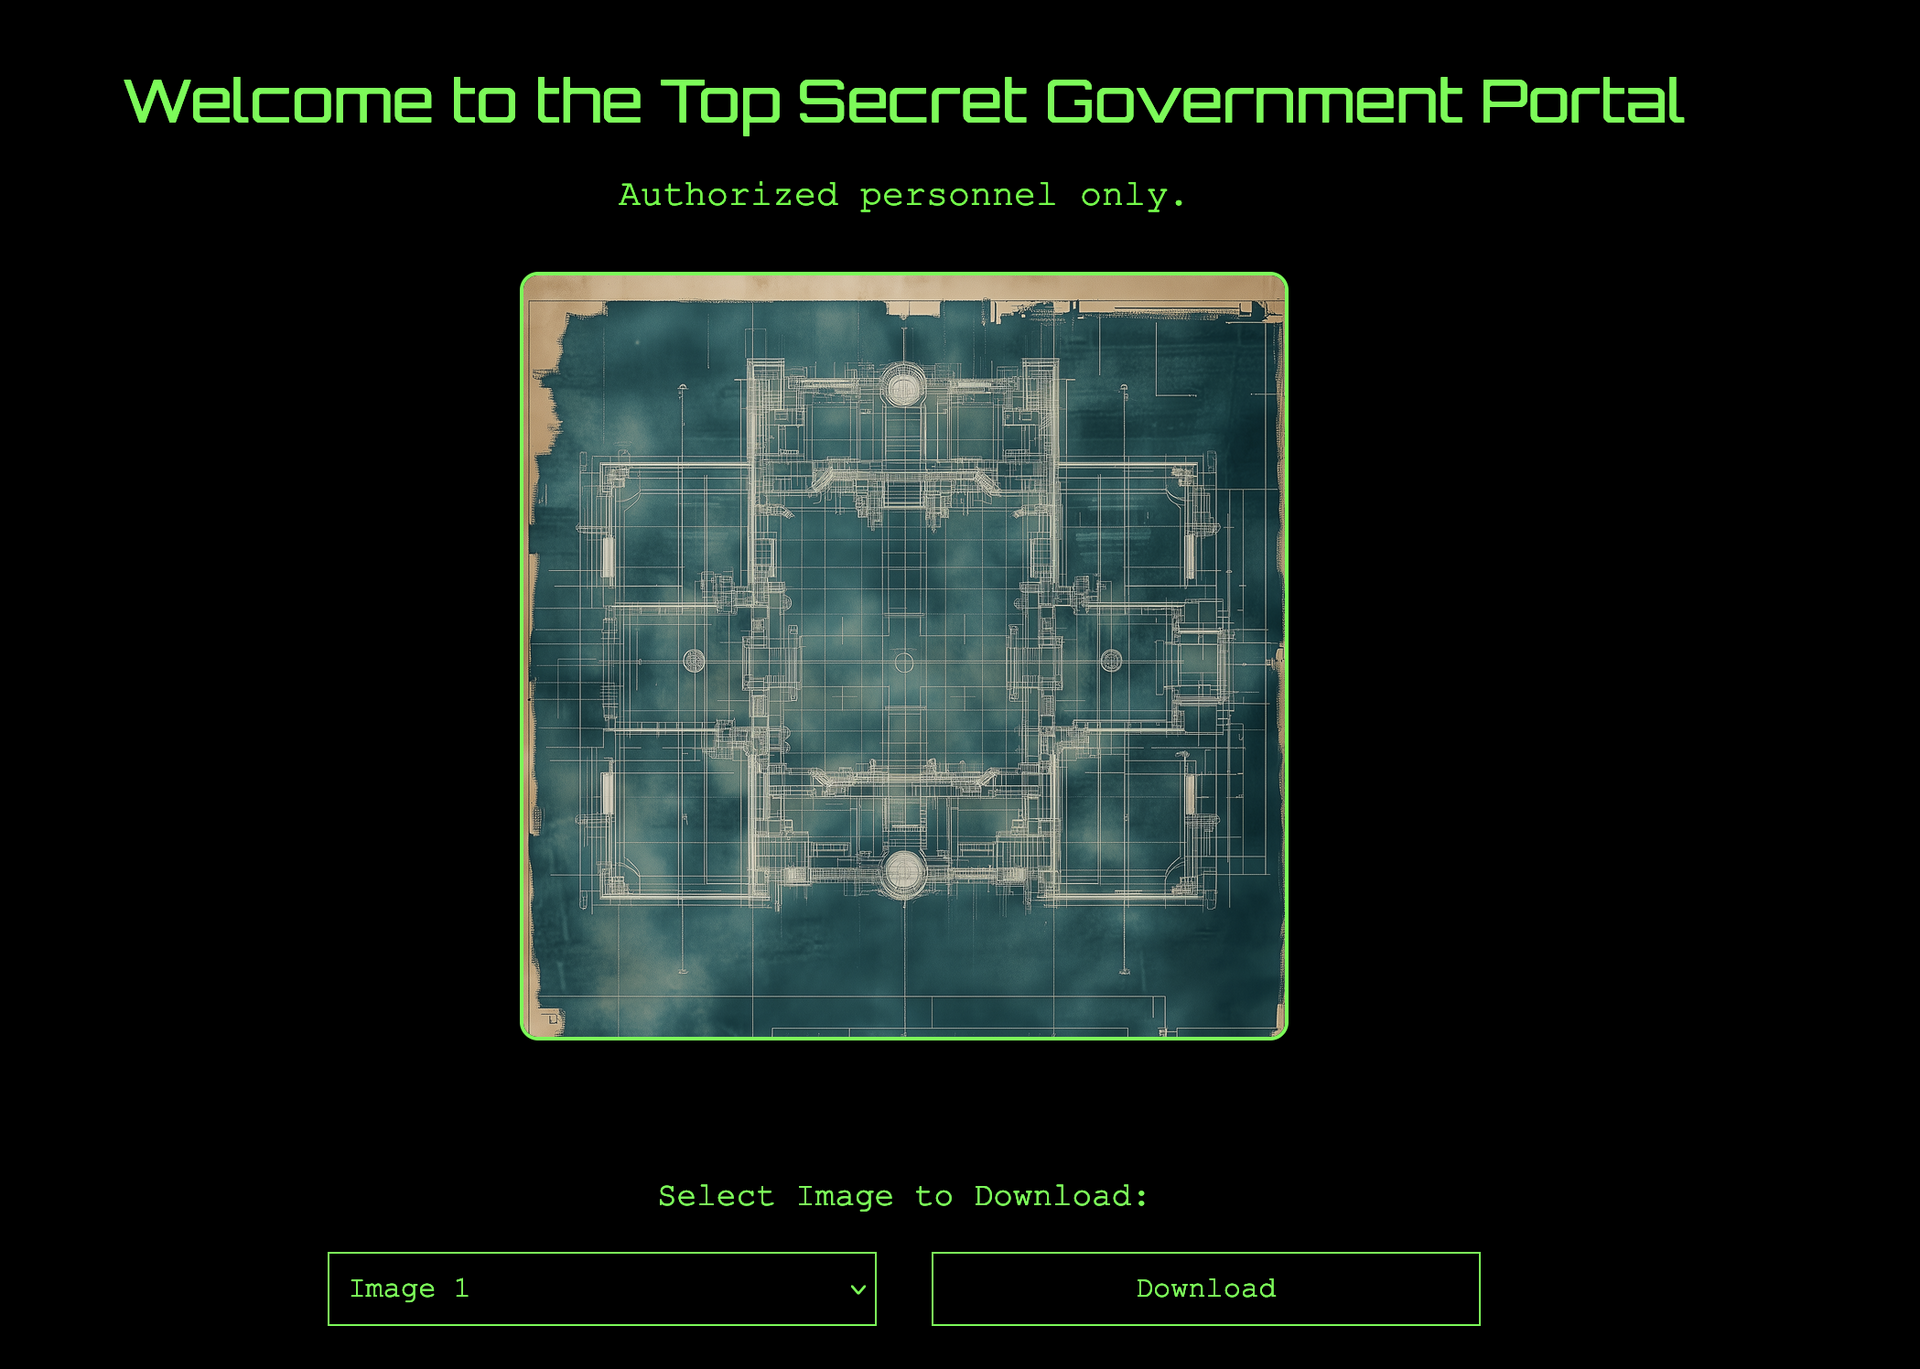 Welcome to the Top Secret Government Portal
Authorized personnel only.
Select Image to Download:
Image 1
Download